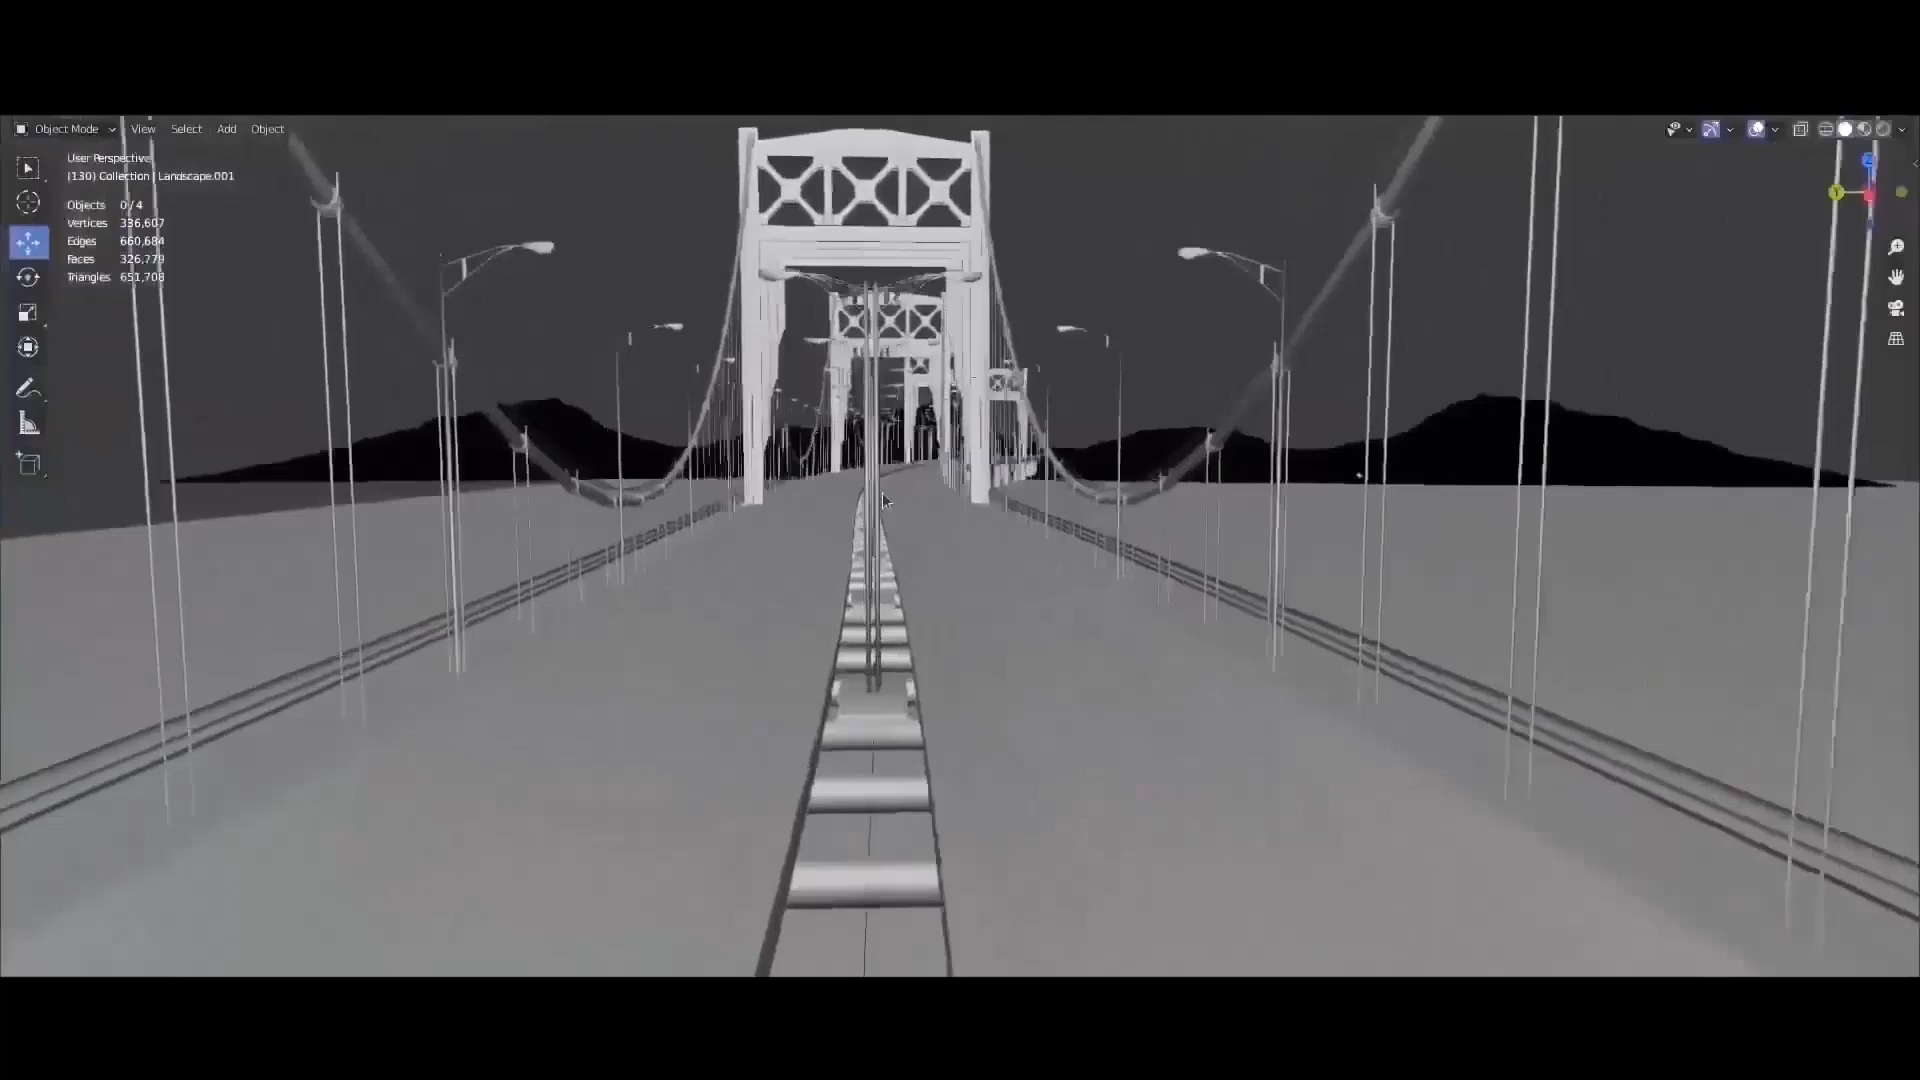 Object Mode View Select Add Object
User Perspective
(130) Collection | Landscape.001
Objects 0/4
Vertices 336,607
Edges 660,684
Faces 326,779
Triangles 651,708